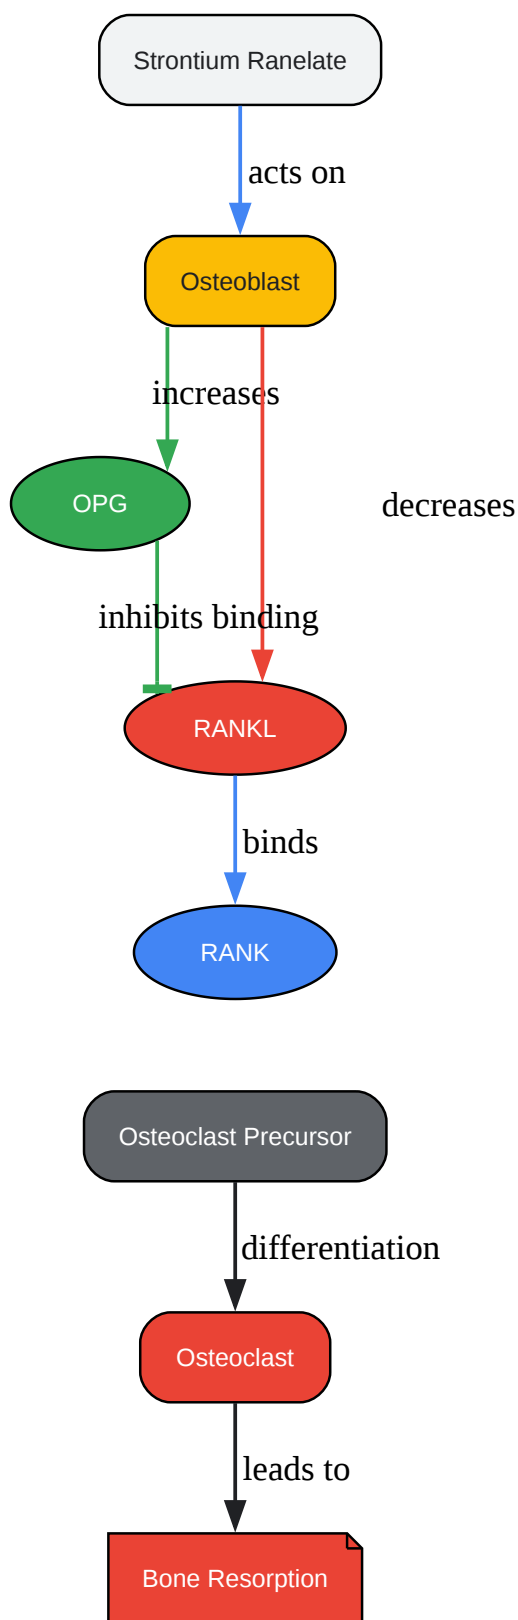 Strontium Ranelate
acts on
Osteoblast
increases
OPG
decreases
inhibits binding
RANKL
binds
RANK
Osteoclast Precursor
differentiation
Osteoclast
leads to
Bone Resorption